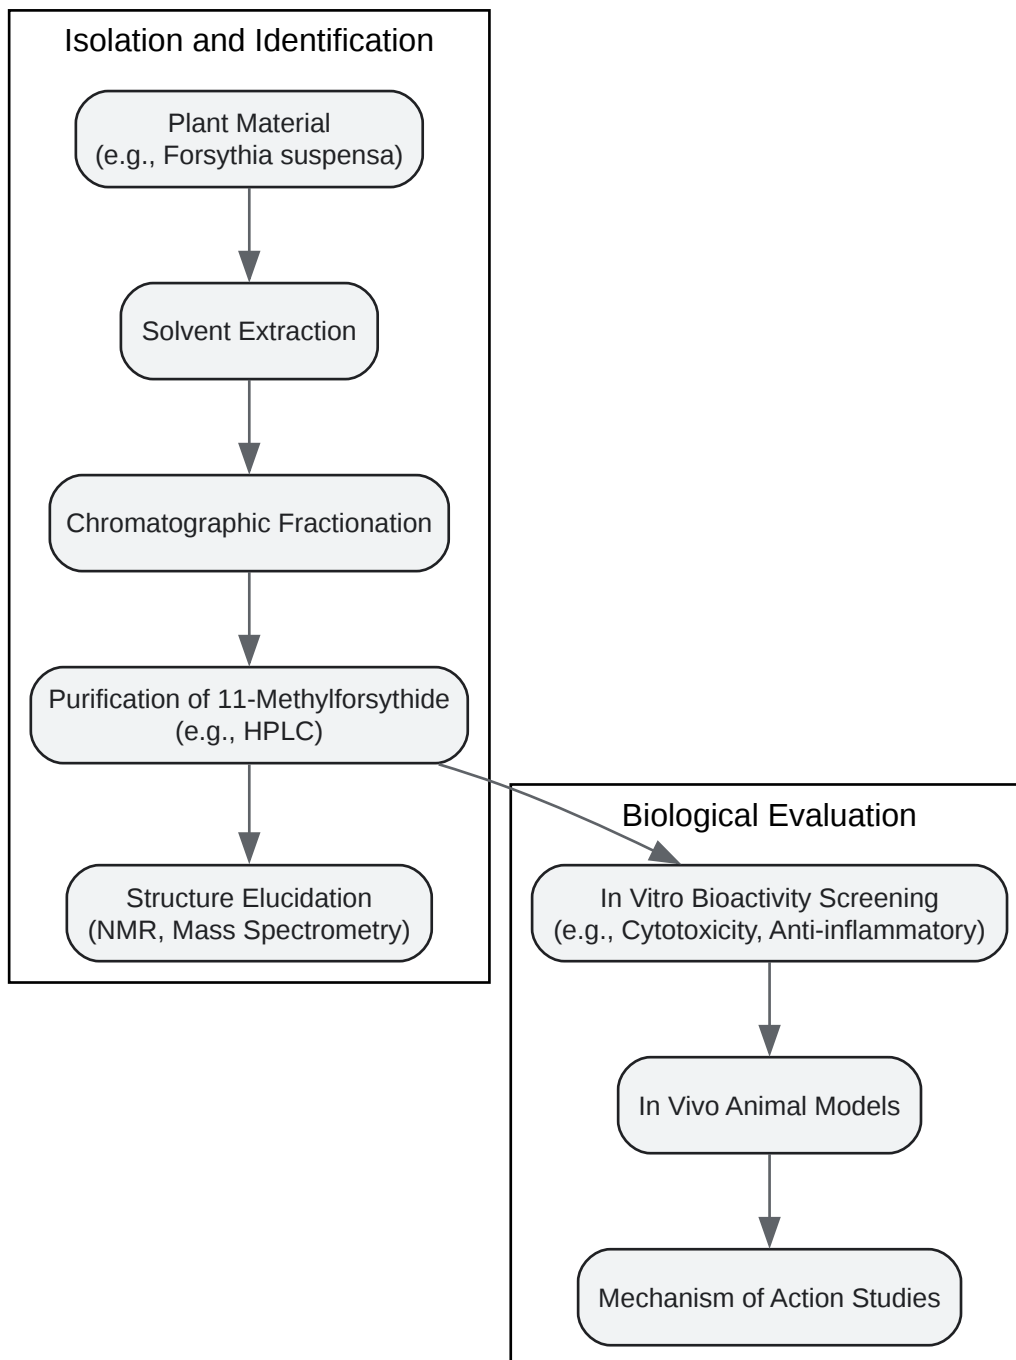 Isolation and Identification
Plant Material
(e.g., Forsythia suspensa)
Solvent Extraction
Chromatographic Fractionation
Purification of 11-Methylforsythide
(e.g., HPLC)
Structure Elucidation
(NMR, Mass Spectrometry)
Biological Evaluation
In Vitro Bioactivity Screening
(e.g., Cytotoxicity, Anti-inflammatory)
In Vivo Animal Models
Mechanism of Action Studies